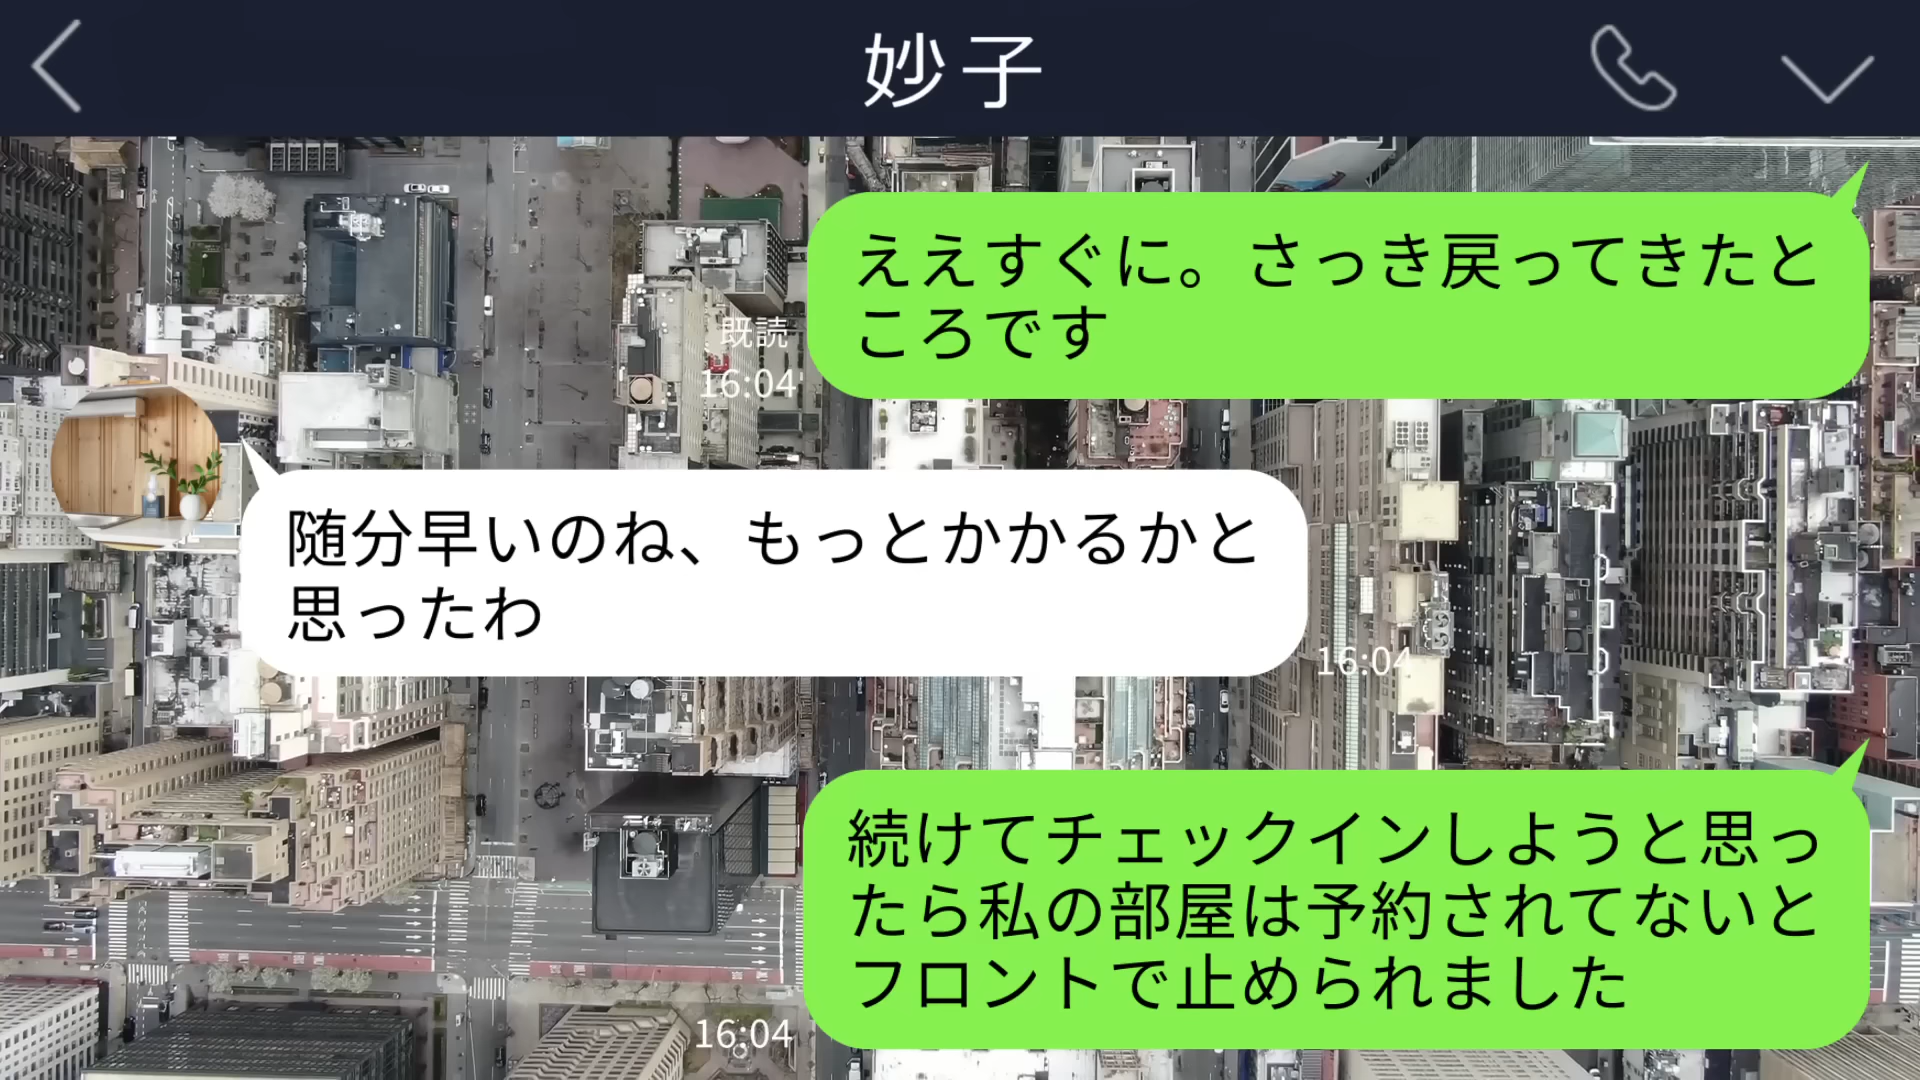 妙子
ええすぐに。さっき戻ってきたと
ころです
既読
16:04
随分早いのね、もっとかかるかと
思ったわ
16:04
続けてチェックインしようと思っ
たら私の部屋は予約されてないと
フロントで止められました
16:04